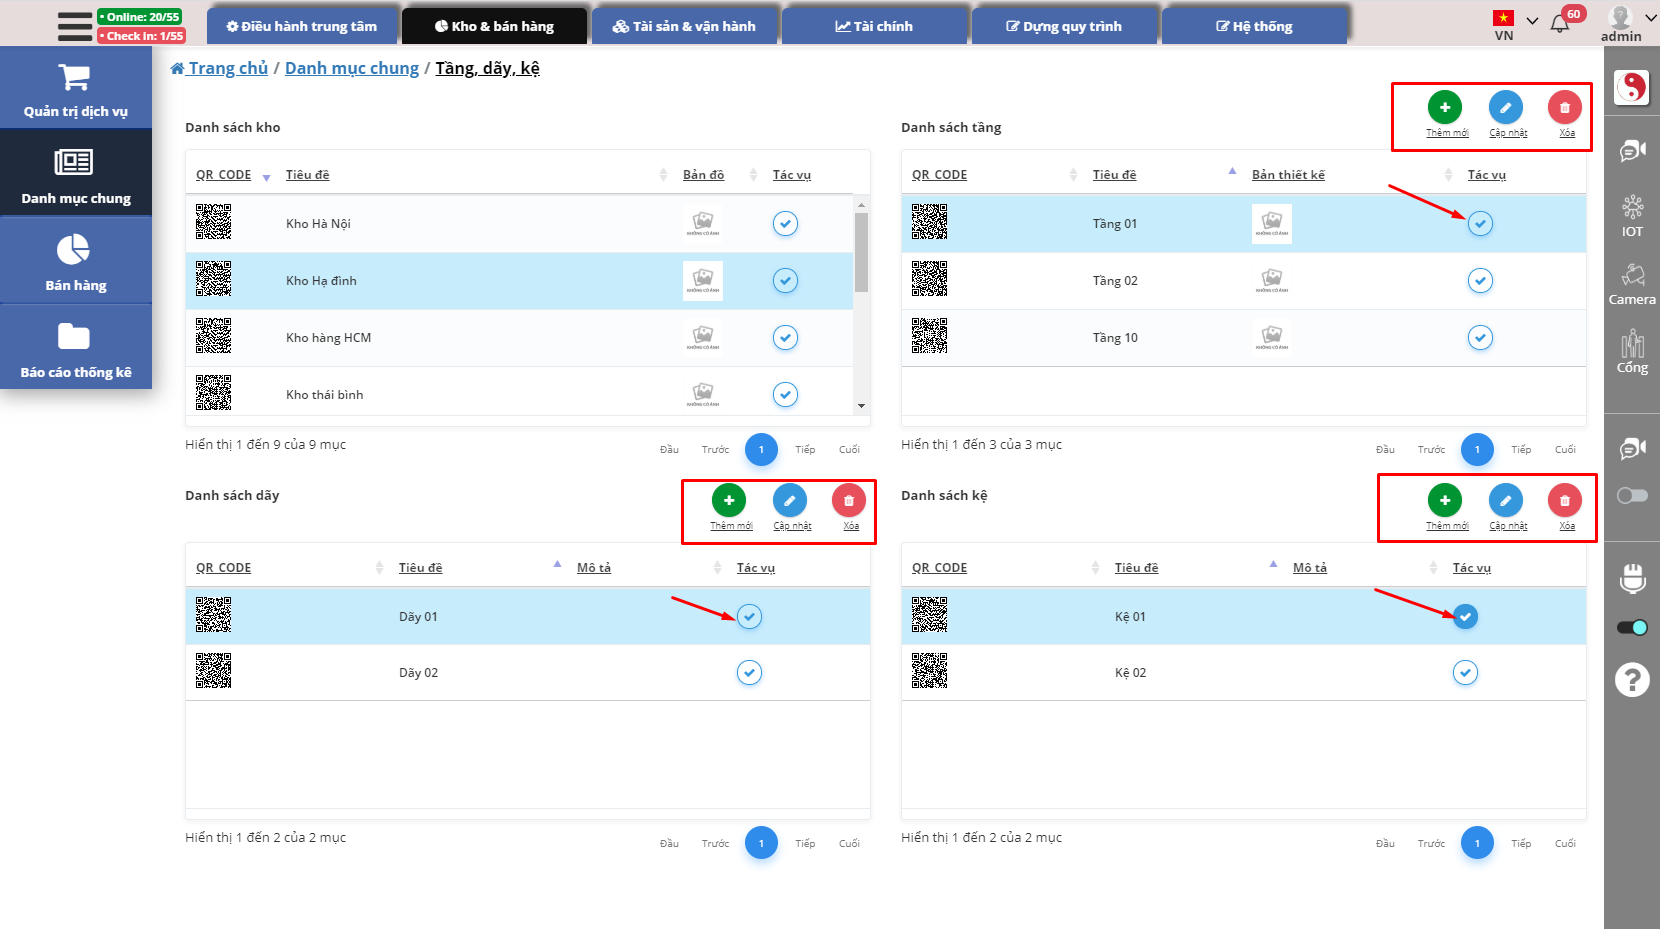 Online: 20/55
Check In: 1/55
Điều hành trung tâm
Kho & bán hàng
Tài sản & vận hành
Tài chính
Dựng quy trình
Hệ thống
VN
60
admin
Quản trị dịch vụ
Danh mục chung
Bán hàng
Báo cáo thống kê
Trang chủ / Danh mục chung / Tầng, dãy, kệ
Danh sách kho
QR CODE Tiêu đề Bản đồ Tác vụ
Kho Hà Nội KHÔNG CÓ ẢNH
Kho Hạ đình KHÔNG CÓ ẢNH
Kho hàng HCM KHÔNG CÓ ẢNH
Kho thái bình KHÔNG CÓ ẢNH
Hiển thị 1 đến 9 của 9 mục
Đầu Trước 1 Tiếp Cuối
Danh sách tầng
Thêm mới Cập nhật Xóa
QR CODE Tiêu đề Bản thiết kế Tác vụ
Tầng 01 KHÔNG CÓ ẢNH
Tầng 02 KHÔNG CÓ ẢNH
Tầng 10 KHÔNG CÓ ẢNH
Hiển thị 1 đến 3 của 3 mục
Đầu Trước 1 Tiếp Cuối
Danh sách dãy
Thêm mới Cập nhật Xóa
QR CODE Tiêu đề Mô tả Tác vụ
Dãy 01
Dãy 02
Hiển thị 1 đến 2 của 2 mục
Đầu Trước 1 Tiếp Cuối
Danh sách kệ
Thêm mới Cập nhật Xóa
QR CODE Tiêu đề Mô tả Tác vụ
Kệ 01
Kệ 02
Hiển thị 1 đến 2 của 2 mục
Đầu Trước 1 Tiếp Cuối
IOT
Camera
Cổng